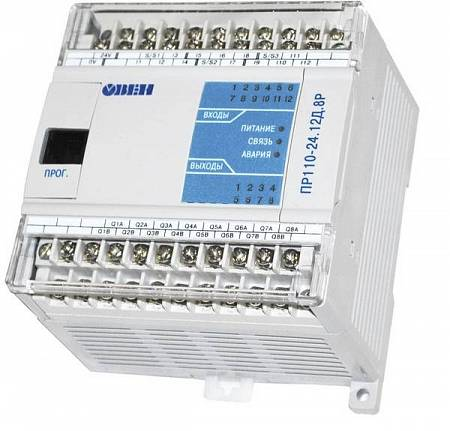 24V S/S1 I1 I3 I5 I6 I8 S/S3 I11
0V I1 I2 I4 S/S2 I7 I9 I10 I12
ОВЕН
1 2 3 4 5 6
7 8 9 10 11 12
ВХОДЫ
ПИТАНИЕ
СВЯЗЬ
АВАРИЯ
ВЫХОДЫ
1 2 3 4
5 6 7 8
ПРОГ.
ПР110-24.12Д.8Р
Q1A Q2A Q3A Q4A Q5A Q6A Q7A Q8A
Q1B Q2B Q3B Q4B Q5B Q6B Q7B Q8B